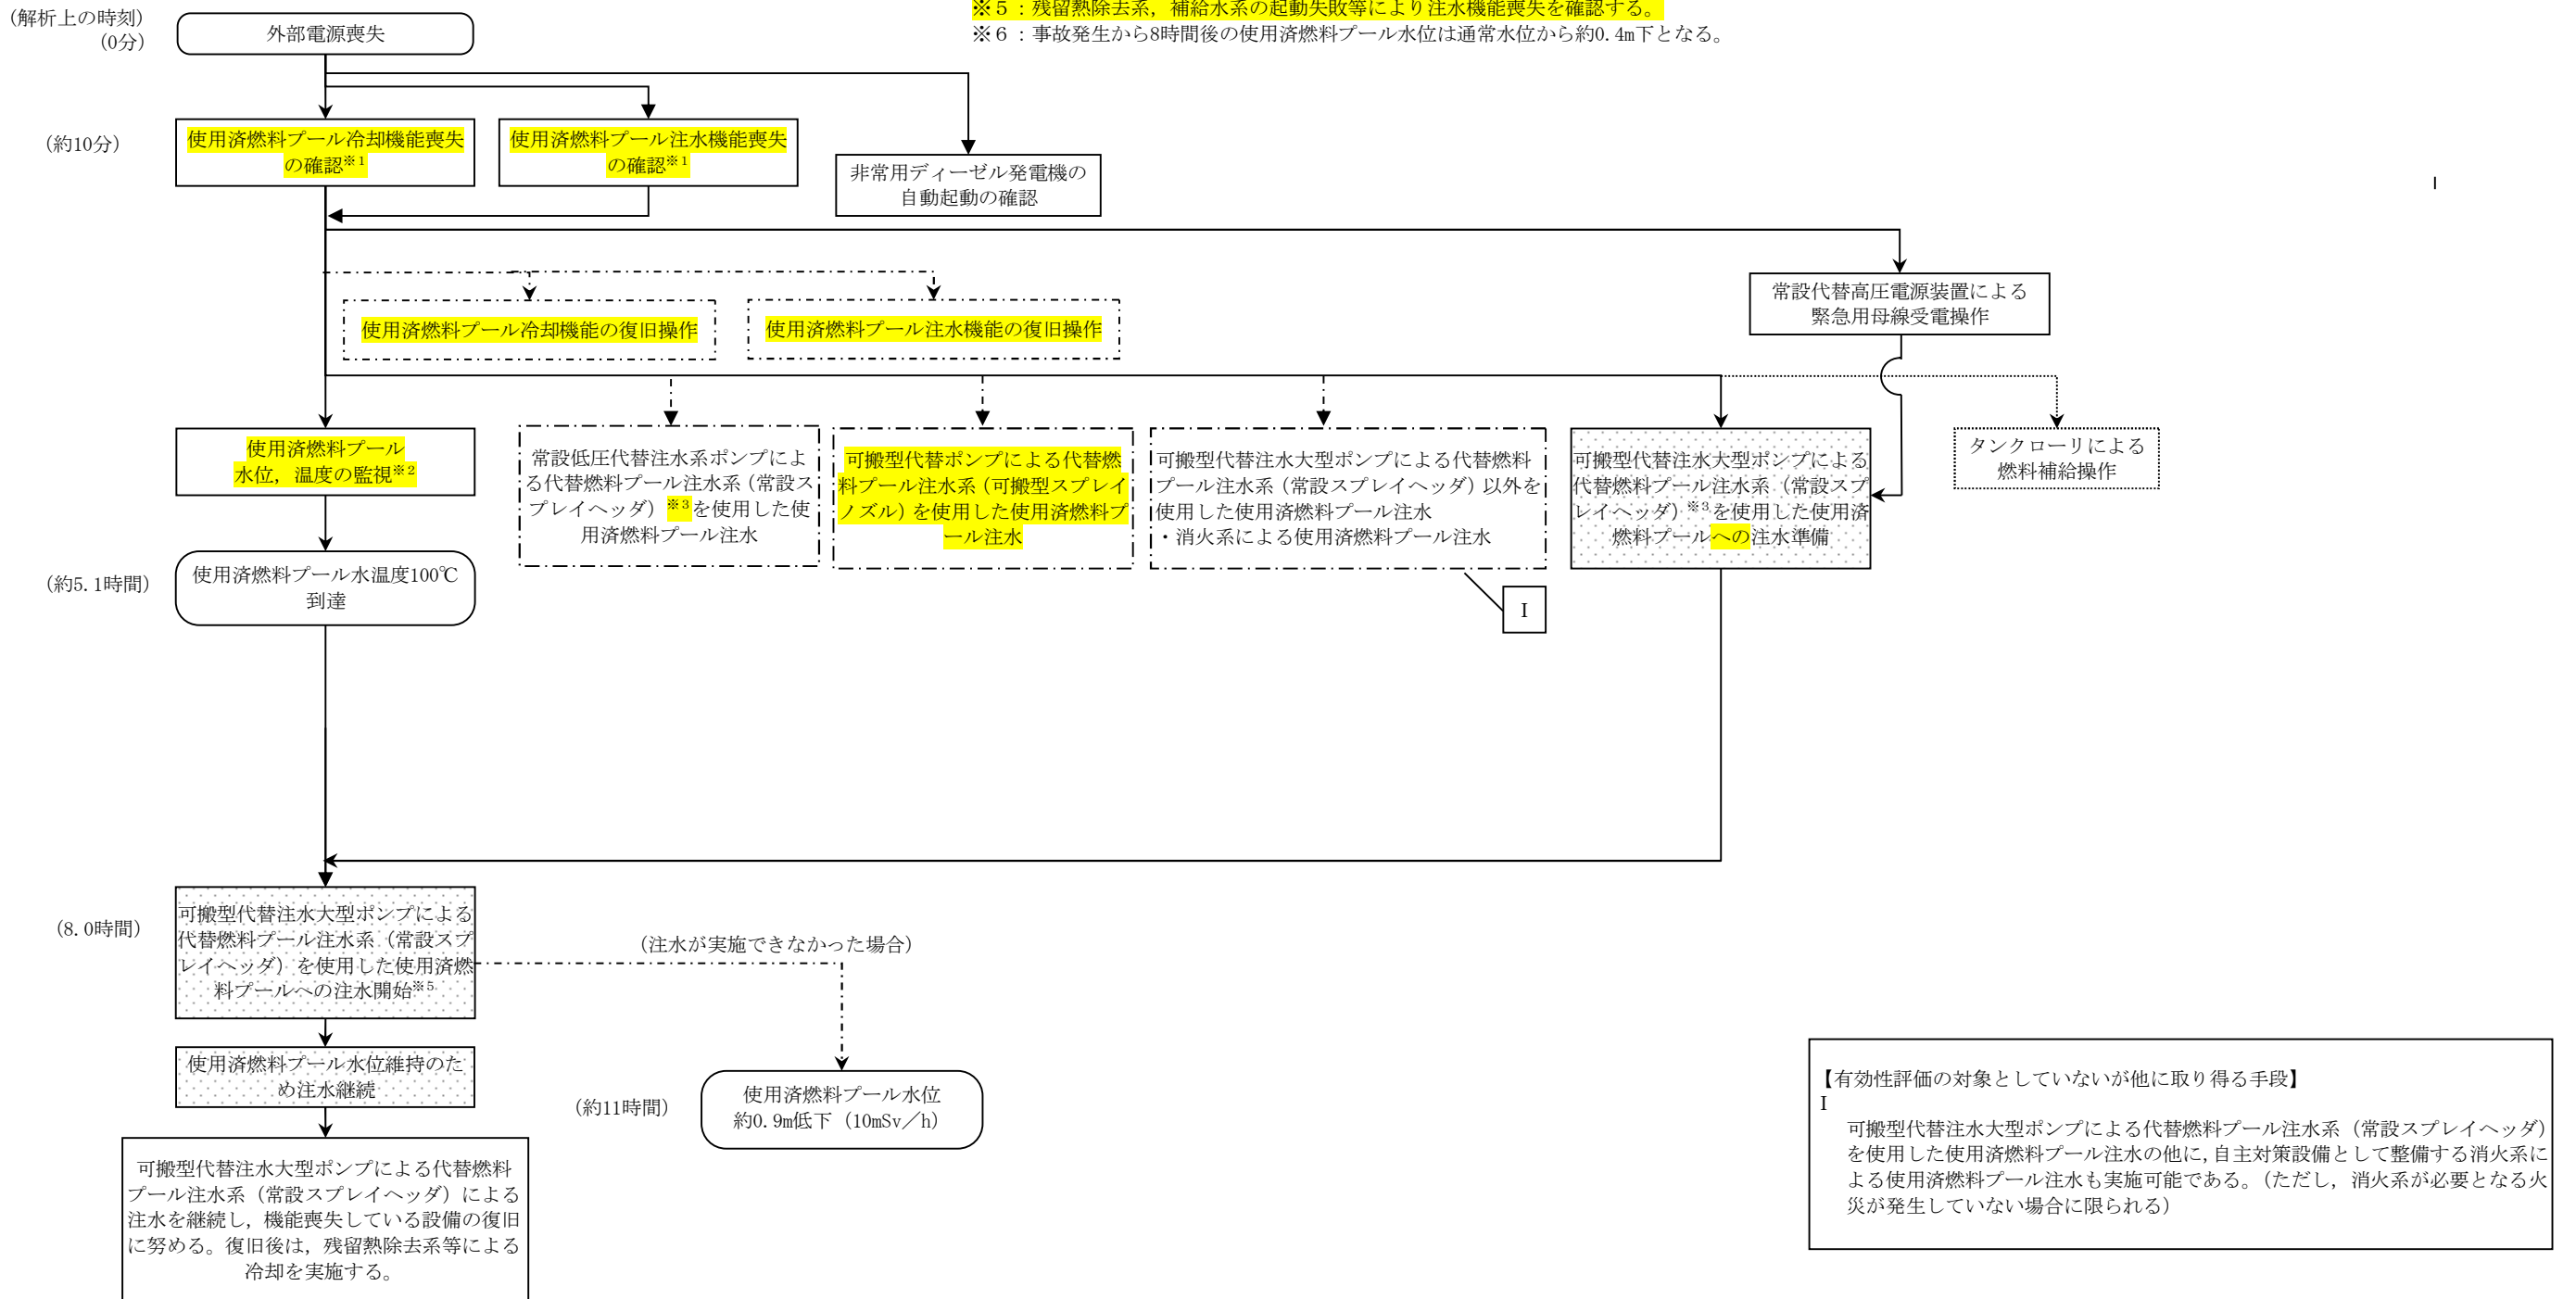 ※５：残留熱除去系，補給水系の起動失敗等により注水機能喪失を確認する。
※６：事故発生から8時間後の使用済燃料プール水位は通常水位から約0.4m下となる。
（解析上の時刻）
（0分）
外部電源喪失
（約10分）
使用済燃料プール冷却機能喪失
の確認※１
使用済燃料プール注水機能喪失
の確認※１
非常用ディーゼル発電機の
自動起動の確認
使用済燃料プール冷却機能の復旧操作
使用済燃料プール注水機能の復旧操作
常設代替高圧電源装置による
緊急用母線受電操作
使用済燃料プール
水位，温度の監視※２
常設低圧代替注水系ポンプによ
る代替燃料プール注水系（常設ス
プレイヘッダ）※３を使用した使
用済燃料プール注水
可搬型代替ポンプによる代替燃
料プール注水系（可搬型スプレイ
ノズル）を使用した使用済燃料プ
ール注水
可搬型代替注水大型ポンプによる代替燃料
プール注水系（常設スプレイヘッダ）以外を
使用した使用済燃料プール注水
・消火系による使用済燃料プール注水
Ⅰ
可搬型代替注水大型ポンプによる
代替燃料プール注水系（常設スプ
レイヘッダ）※３を使用した使用済
燃料プールへの注水準備
タンクローリによる
燃料補給操作
（約5.1時間）
使用済燃料プール水温度100℃
到達
（8.0時間）
可搬型代替注水大型ポンプによる
代替燃料プール注水系（常設スプ
レイヘッダ）を使用した使用済燃
料プールへの注水開始※５
（注水が実施できなかった場合）
使用済燃料プール水位維持のた
め注水継続
（約11時間）
使用済燃料プール水位
約0.9m低下（10mSv／h）
可搬型代替注水大型ポンプによる代替燃料
プール注水系（常設スプレイヘッダ）による
注水を継続し，機能喪失している設備の復旧
に努める。復旧後は，残留熱除去系等による
冷却を実施する。
【有効性評価の対象としていないが他に取り得る手段】
Ⅰ
可搬型代替注水大型ポンプによる代替燃料プール注水系（常設スプレイヘッダ）
を使用した使用済燃料プール注水の他に，自主対策設備として整備する消火系に
よる使用済燃料プール注水も実施可能である。（ただし，消火系が必要となる火
災が発生していない場合に限られる）